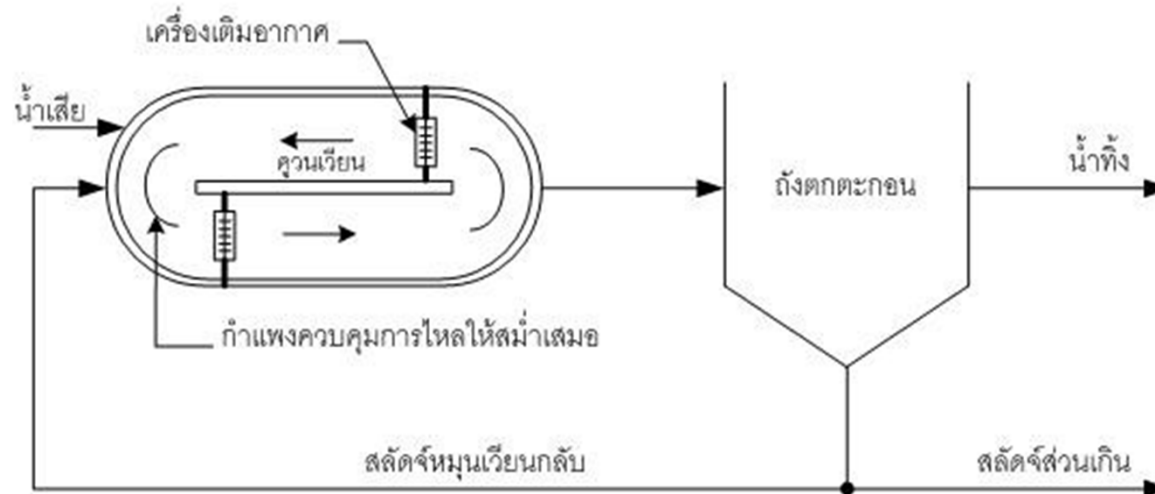 เครื่องเติมอากาศ
น้ำเสีย
คูวนเวียน
ถังตกตะกอน
น้ำทิ้ง
กำแพงควบคุมการไหลให้สม่ำเสมอ
สลัดจ์หมุนเวียนกลับ
สลัดจ์ส่วนเกิน